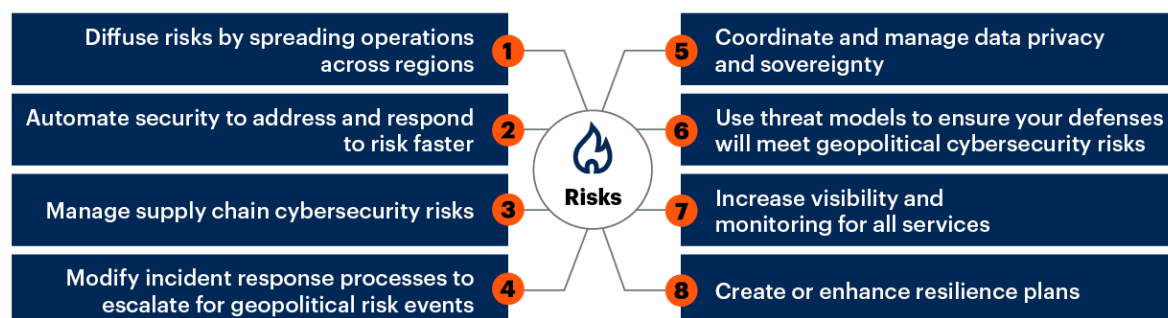 Diffuse risks by spreading operations
across regions
1
Automate security to address and respond
to risk faster
2
Manage supply chain cybersecurity risks
3
Modify incident response processes to
escalate for geopolitical risk events
4
Risks
5
Coordinate and manage data privacy
and sovereignty
6
Use threat models to ensure your defenses
will meet geopolitical cybersecurity risks
7
Increase visibility and
monitoring for all services
8
Create or enhance resilience plans